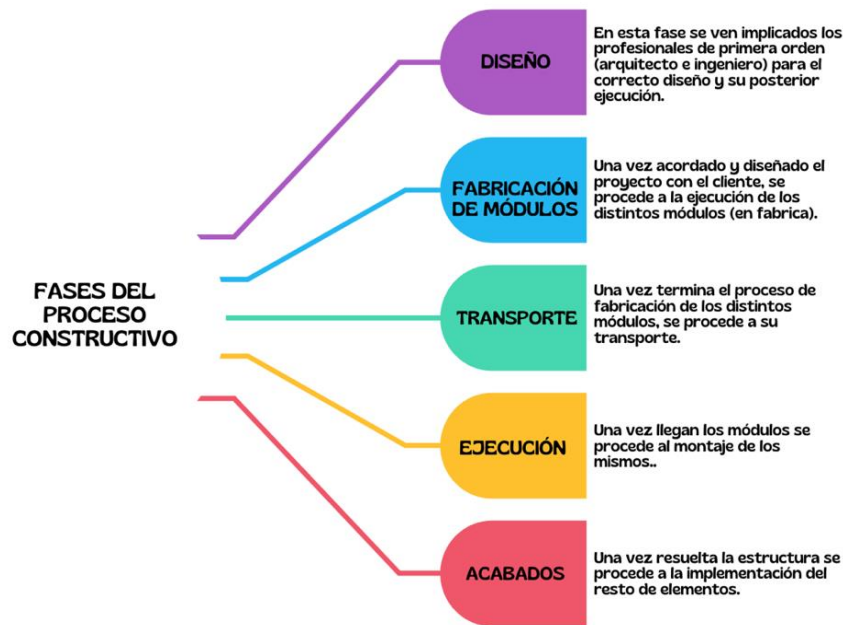 FASES DEL
PROCESO
CONSTRUCTIVO
DISEÑO
En esta fase se ven implicados los
profesionales de primera orden
(arquitecto e ingeniero) para el
correcto diseño y su posterior
ejecución.
FABRICACIÓN
DE MÓDULOS
Una vez acordado y diseñado el
proyecto con el cliente, se
procede a la ejecución de los
distintos módulos (en fabrica).
TRANSPORTE
Una vez termina el proceso de
fabricación de los distintos
módulos, se procede a su
transporte.
EJECUCIÓN
Una vez llegan los módulos se
procede al montaje de los
mismos..
ACABADOS
Una vez resuelta la estructura se
procede a la implementación del
resto de elementos.